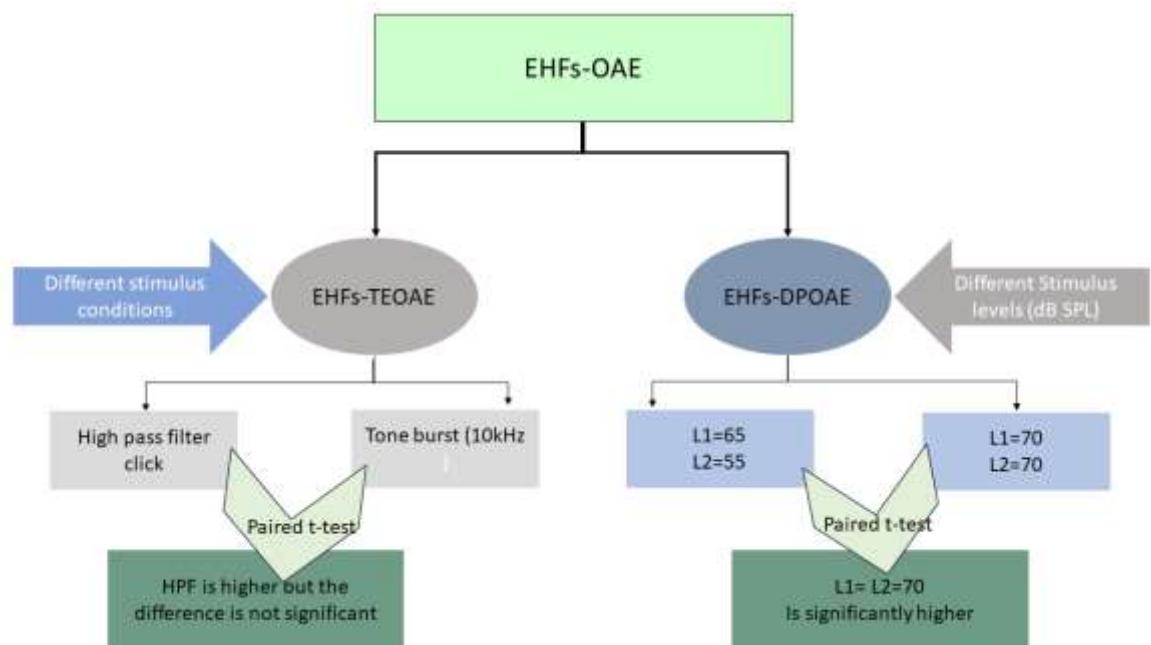 EHFs-OAE
Different stimulus
conditions
EHFs-TEOAE
EHFs-DPOAE
Different Stimulus
levels (dB SPL)
High pass filter
click
Tone burst (10kHz
)
L1=65
L2=55
L1=70
L2=70
Paired t-test
Paired t-test
HPF is higher but the
difference is not significant
L1= L2=70
Is significantly higher